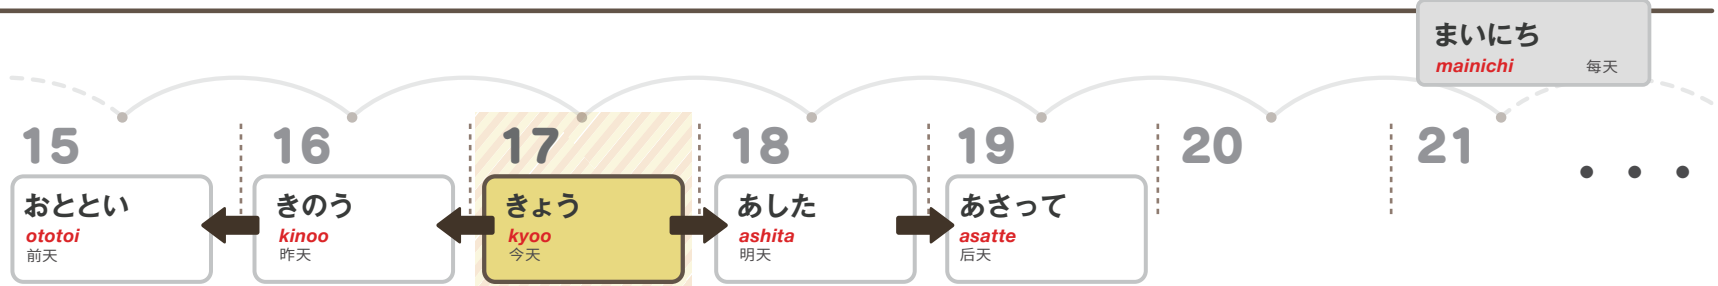 まいにち
mainichi 每天
15 16 17 18 19 20 21
おととい
ototoi
前天
きのう
kinoo
昨天
きょう
kyoo
今天
あした
ashita
明天
あさって
asatte
后天